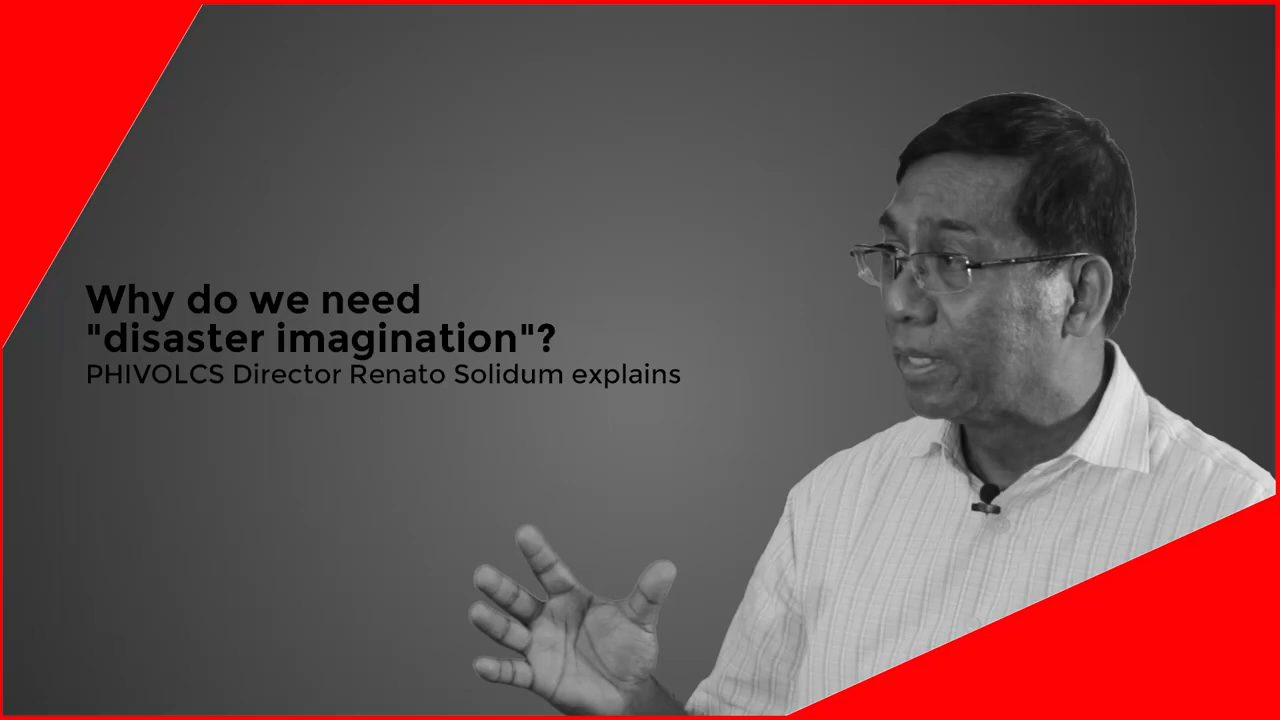 Why do we need
"disaster imagination"?
PHIVOLCS Director Renato Solidum explains